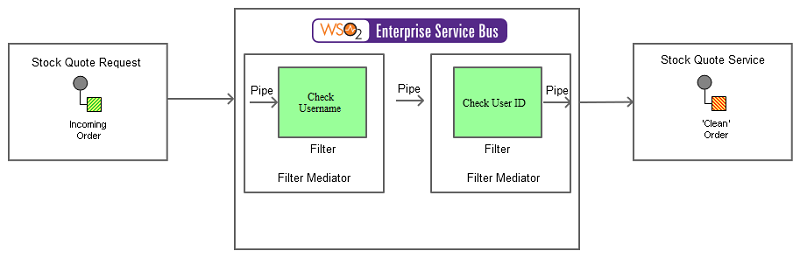 WSO2 Enterprise Service Bus
Stock Quote Request
Incoming
Order
Pipe
Check
Username
Filter
Filter Mediator
Pipe
Check User ID
Pipe
Filter
Filter Mediator
Stock Quote Service
'Clean'
Order